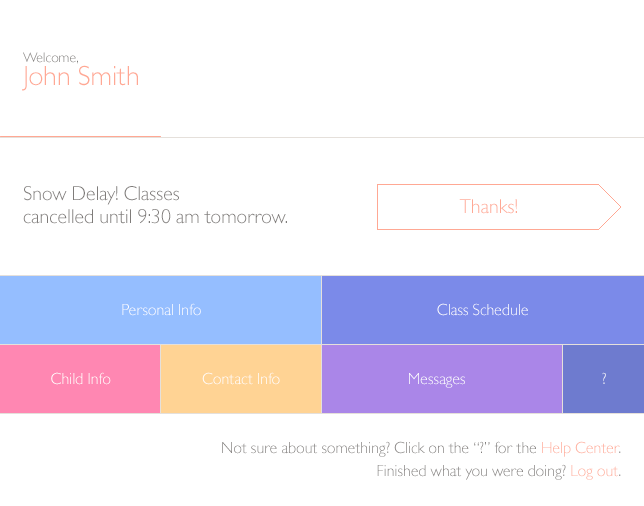 Welcome,
John Smith
Snow Delay! Classes
cancelled until 9:30 am tomorrow.
Thanks!
Personal Info
Class Schedule
Child Info
Contact Info
Messages
?
Not sure about something? Click on the “?” for the Help Center.
Finished what you were doing? Log out.